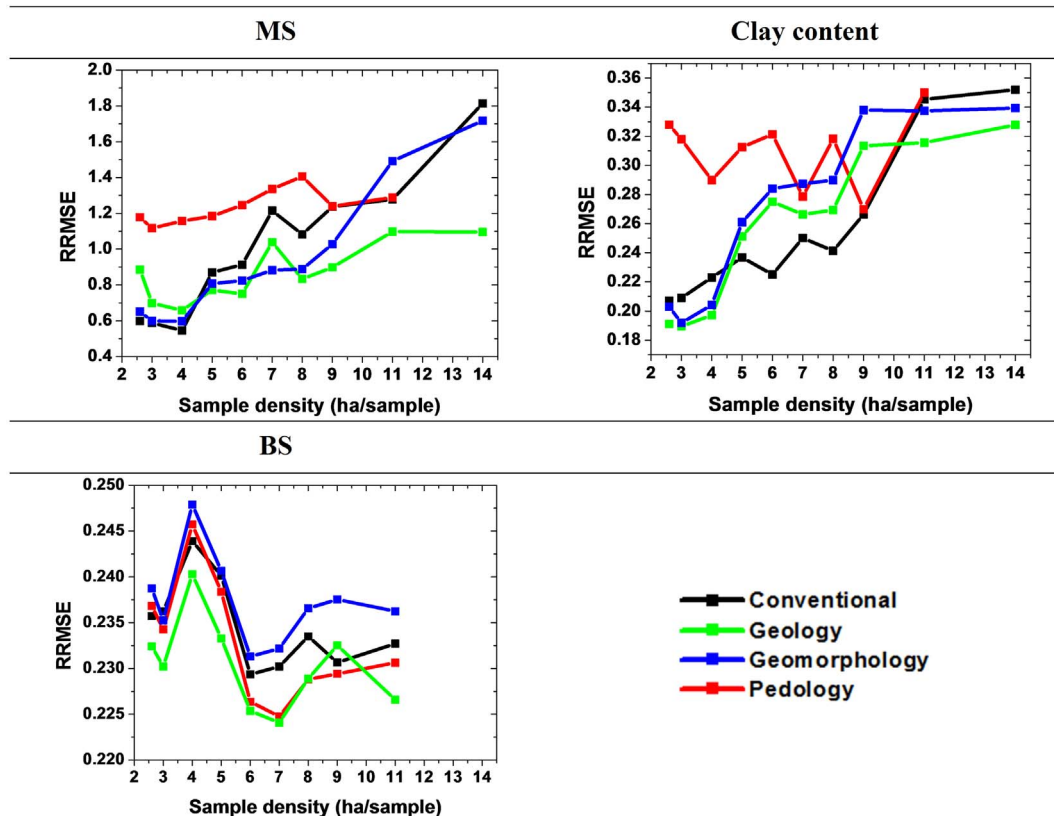 MS
Clay content
2.0
1.8
1.6
1.4
1.2
1.0
0.8
0.6
0.4
RRMSE
2 3 4 5 6 7 8 9 10 11 12 13 14
Sample density (ha/sample)
0.36
0.34
0.32
0.30
0.28
0.26
0.24
0.22
0.20
0.18
RRMSE
2 3 4 5 6 7 8 9 10 11 12 13 14
Sample density (ha/sample)
BS
0.250
0.245
0.240
0.235
0.230
0.225
0.220
RRMSE
2 3 4 5 6 7 8 9 10 11 12 13 14
Sample density (ha/sample)
Conventional
Geology
Geomorphology
Pedology